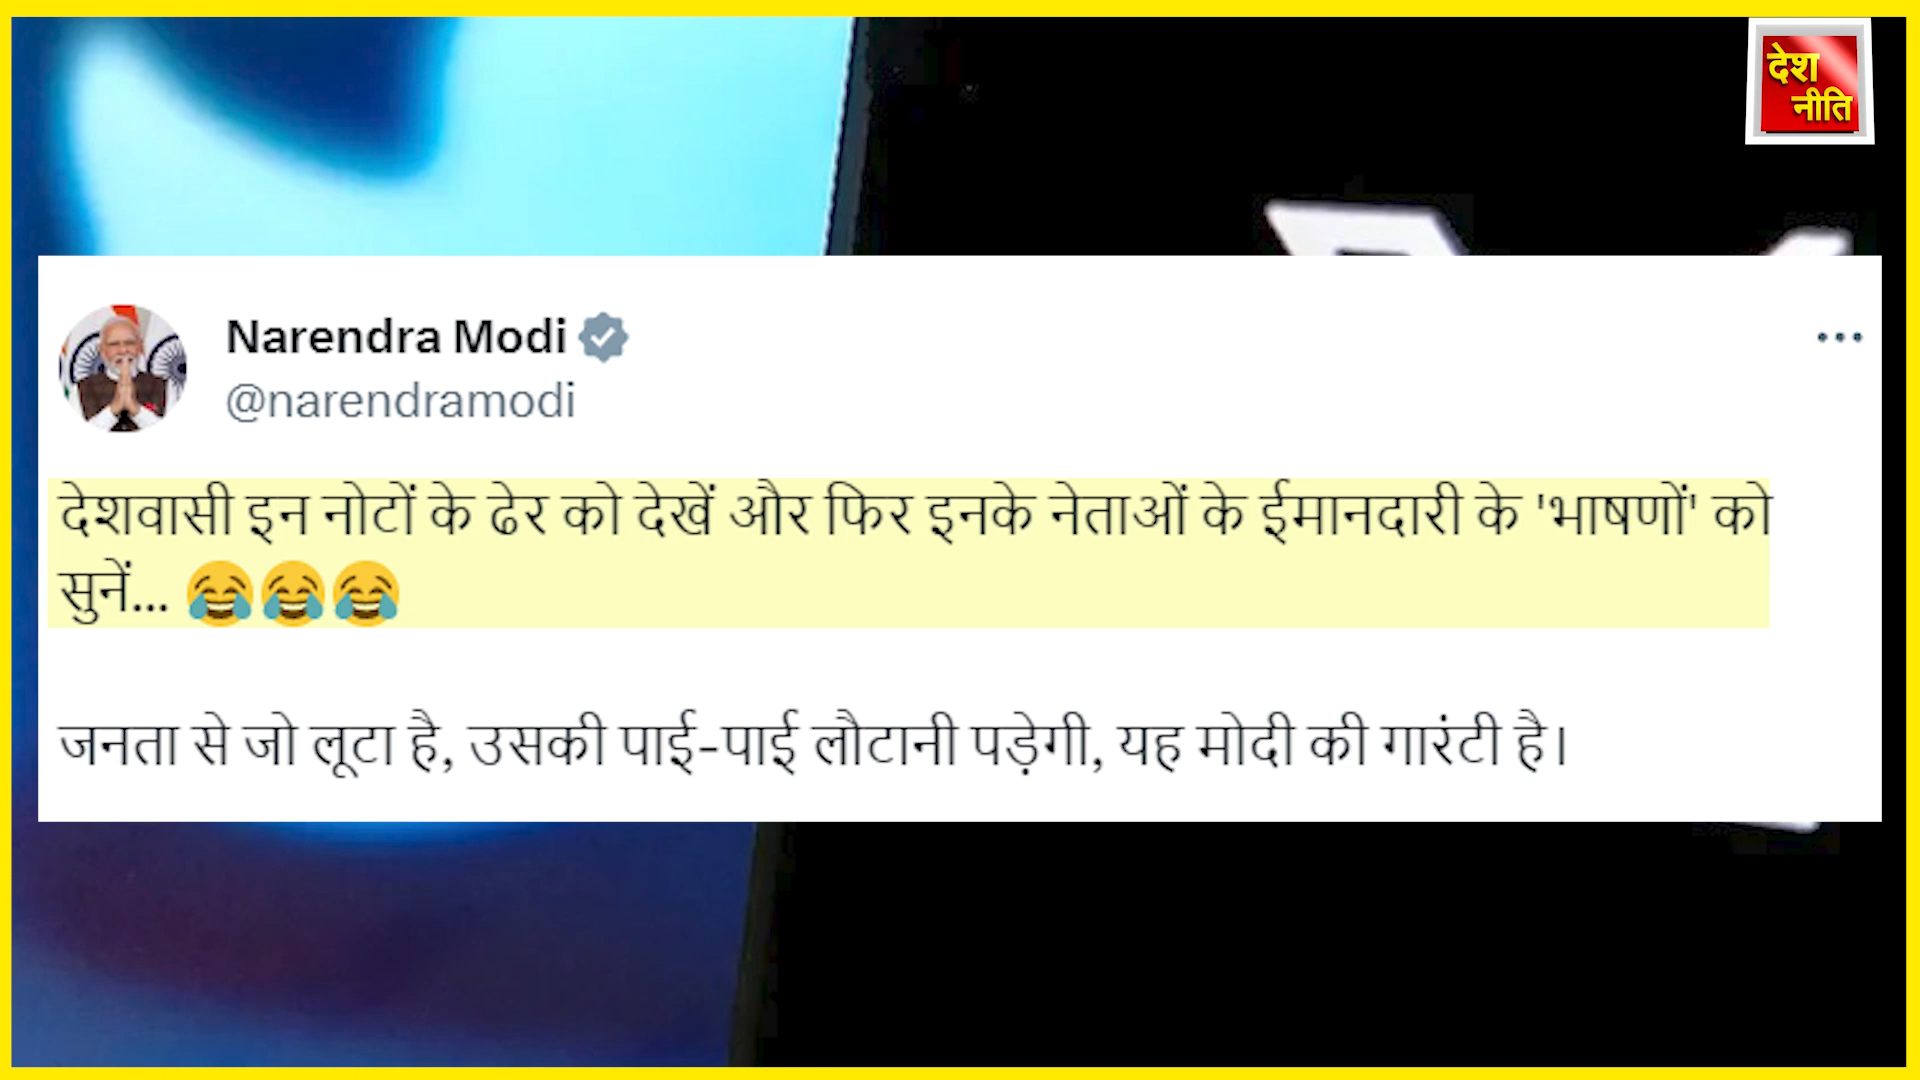 देश
नीति
Narendra Modi
@narendramodi
देशवासी इन नोटों के ढेर को देखें और फिर इनके नेताओं के ईमानदारी के 'भाषणों' को
सुनें... 😂😂😂
जनता से जो लूटा है, उसकी पाई-पाई लौटानी पड़ेगी, यह मोदी की गारंटी है।